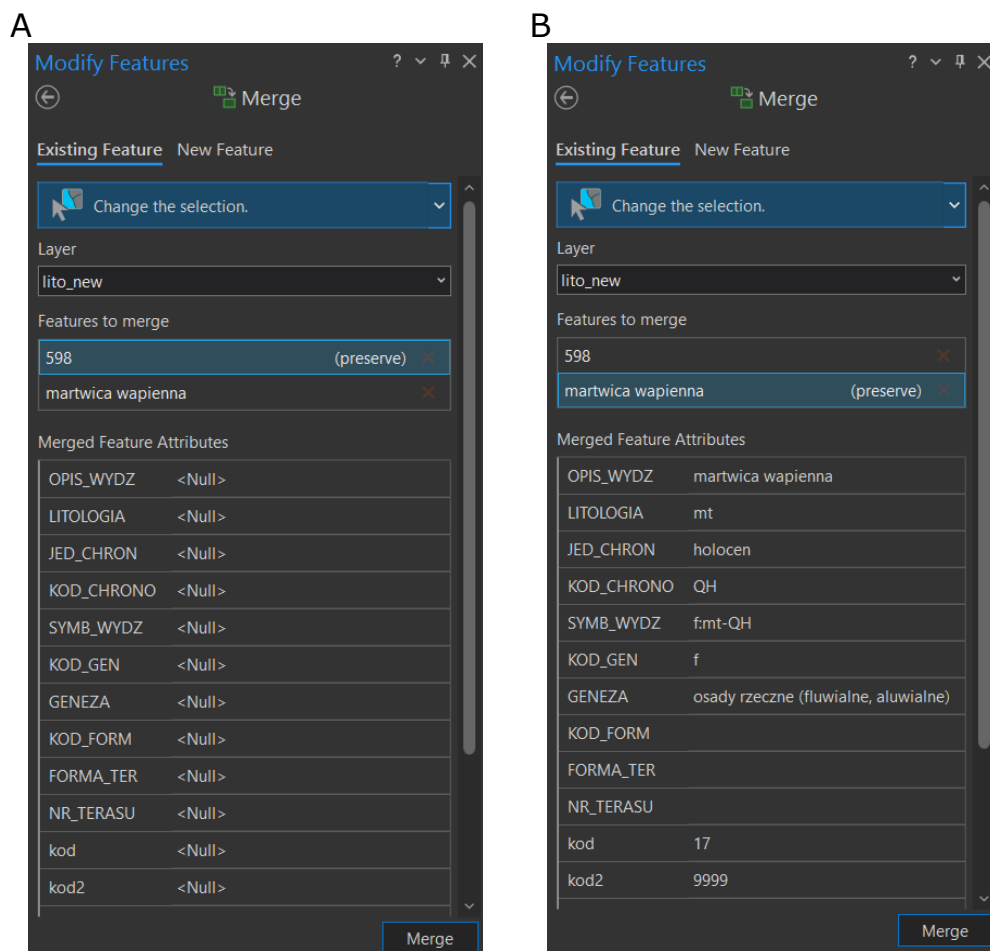 A
Modify Features ?
Merge
Existing Feature New Feature
Change the selection.
Layer
lito_new
Features to merge
598 (preserve)
martwica wapienna
Merged Feature Attributes
OPIS_WYDZ <Null>
LITOLOGIA <Null>
JED_CHRON <Null>
KOD_CHRONO <Null>
SYMB_WYDZ <Null>
KOD_GEN <Null>
GENEZA <Null>
KOD_FORM <Null>
FORMA_TER <Null>
NR_TERASU <Null>
kod <Null>
kod2 <Null>
Merge
B
Modify Features ?
Merge
Existing Feature New Feature
Change the selection.
Layer
lito_new
Features to merge
598
martwica wapienna (preserve)
Merged Feature Attributes
OPIS_WYDZ martwica wapienna
LITOLOGIA mt
JED_CHRON holocen
KOD_CHRONO QH
SYMB_WYDZ f:mt-QH
KOD_GEN f
GENEZA osady rzeczne (fluwialne, aluwialne)
KOD_FORM
FORMA_TER
NR_TERASU
kod 17
kod2 9999
Merge